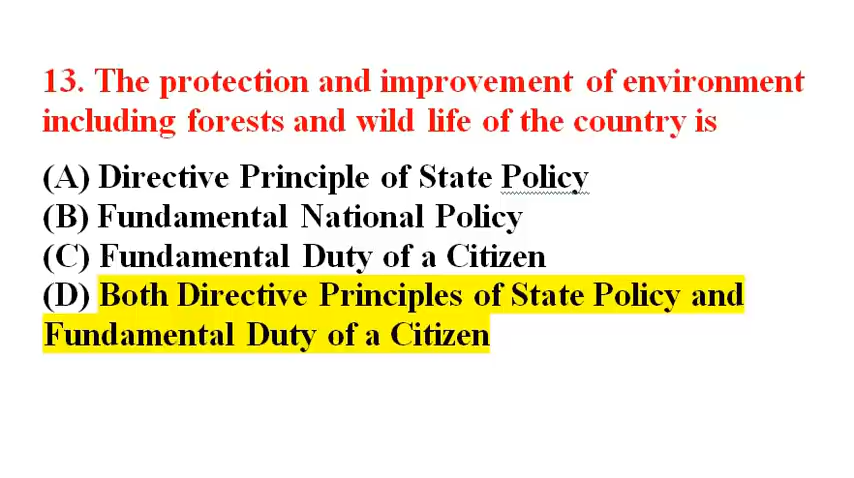 13. The protection and improvement of environment
including forests and wild life of the country is
(A) Directive Principle of State Policy
(B) Fundamental National Policy
(C) Fundamental Duty of a Citizen
(D) Both Directive Principles of State Policy and
Fundamental Duty of a Citizen